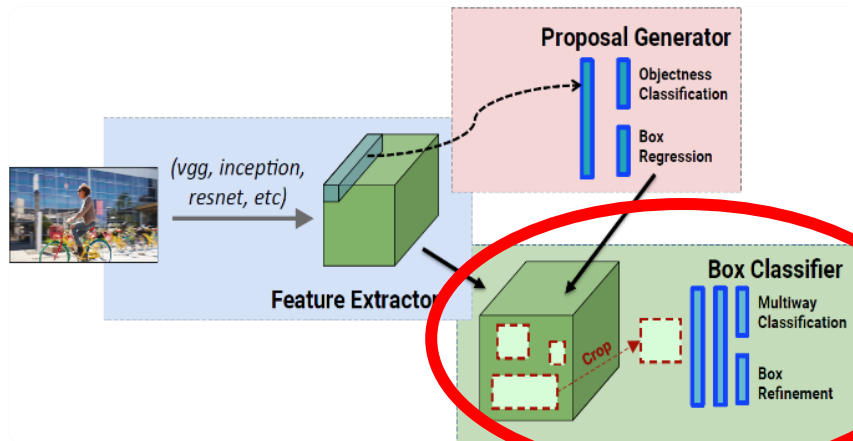 Proposal Generator
Objectness
Classification
Box
Regression
(vgg, inception,
resnet, etc)
Feature Extractor
Box Classifier
Multiway
Classification
Crop
Box
Refinement